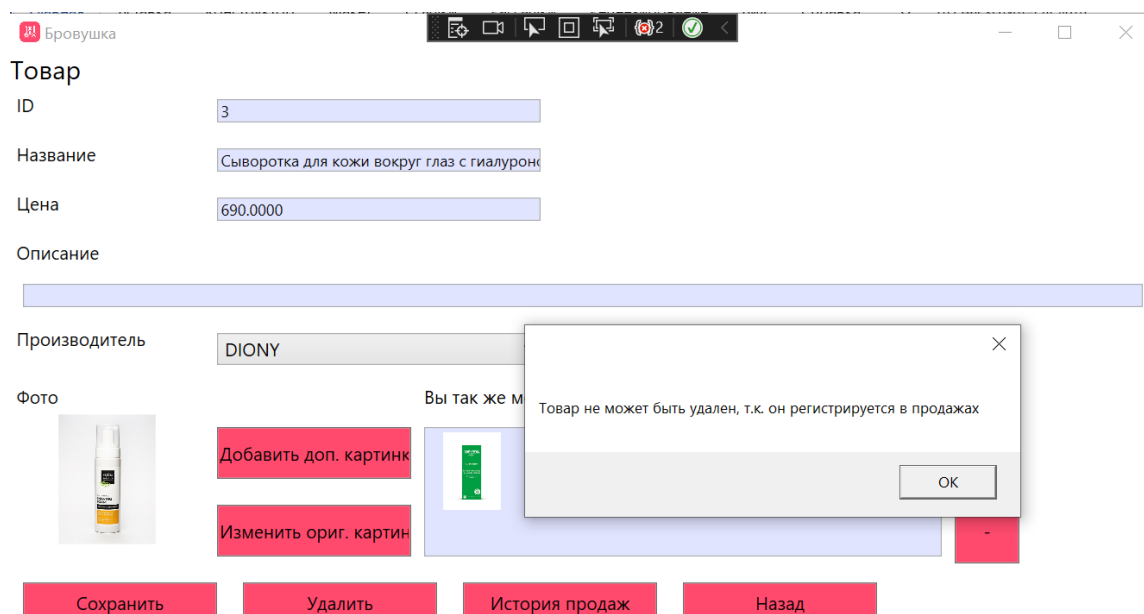 Бровушка
2
Товар
ID
3
Название
Сыворотка для кожи вокруг глаз с гиалуроно
Цена
690.0000
Описание
Производитель
DIONY
Фото
Вы так же м
Товар не может быть удален, т.к. он регистрируется в продажах
OK
Добавить доп. картинк
Изменить ориг. картин
-
Сохранить
Удалить
История продаж
Назад